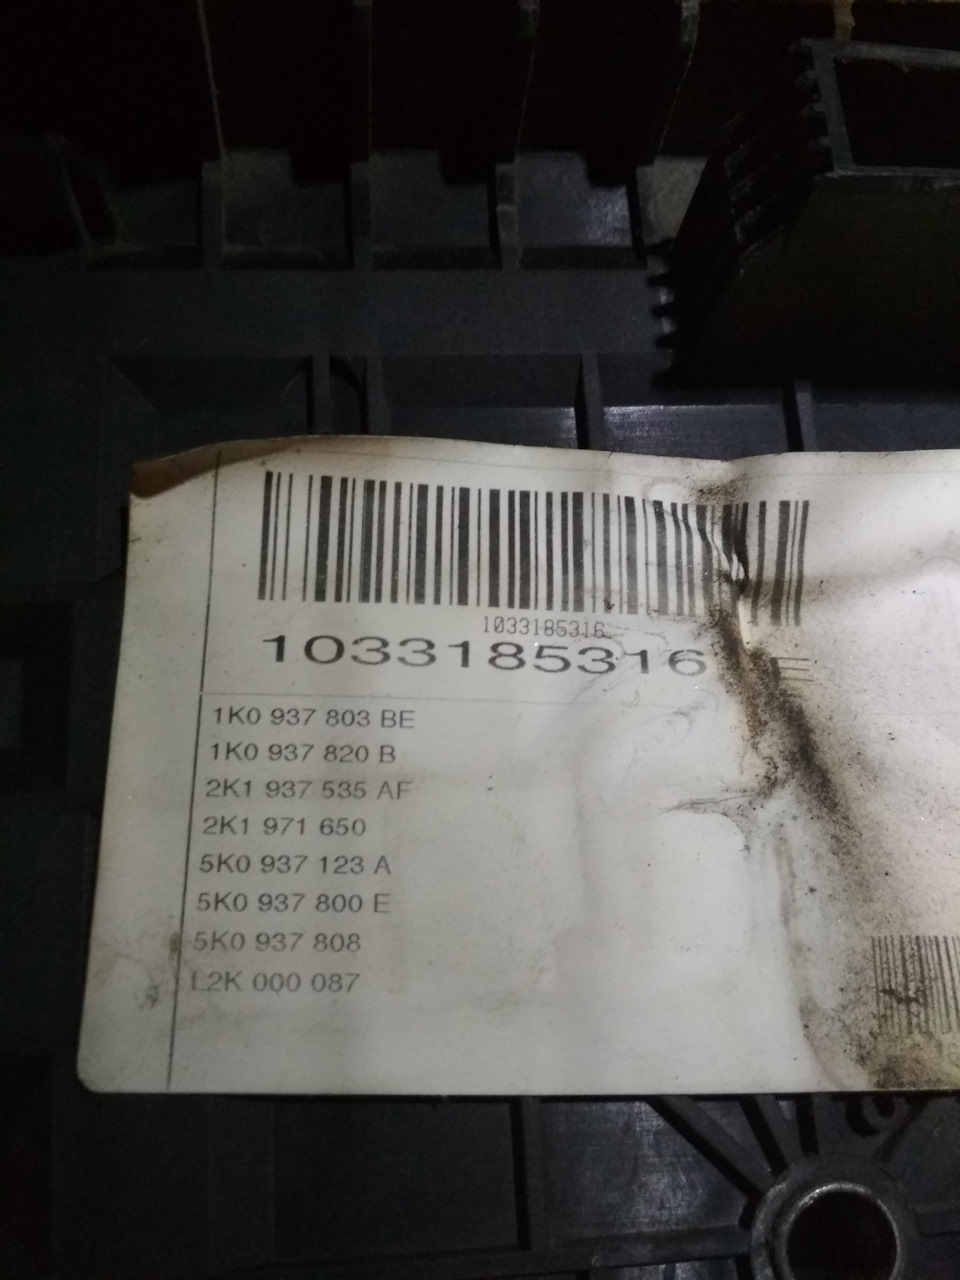 1033185316
1033185316 E
1K0 937 803 BE
1K0 937 820 B
2K1 937 535 AF
2K1 971 650
5K0 937 123 A
5K0 937 800 E
5K0 937 808
L2K 000 087